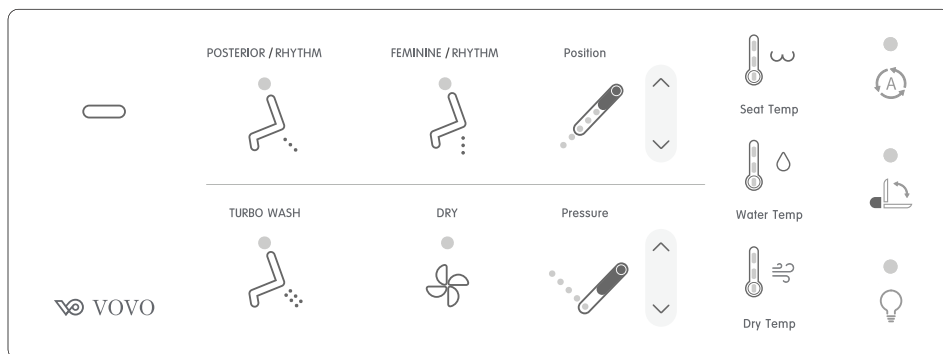 POSTERIOR / RHYTHM
FEMININE / RHYTHM
Position
Seat Temp
A
Water Temp
TURBO WASH
DRY
Pressure
Dry Temp
VOVO